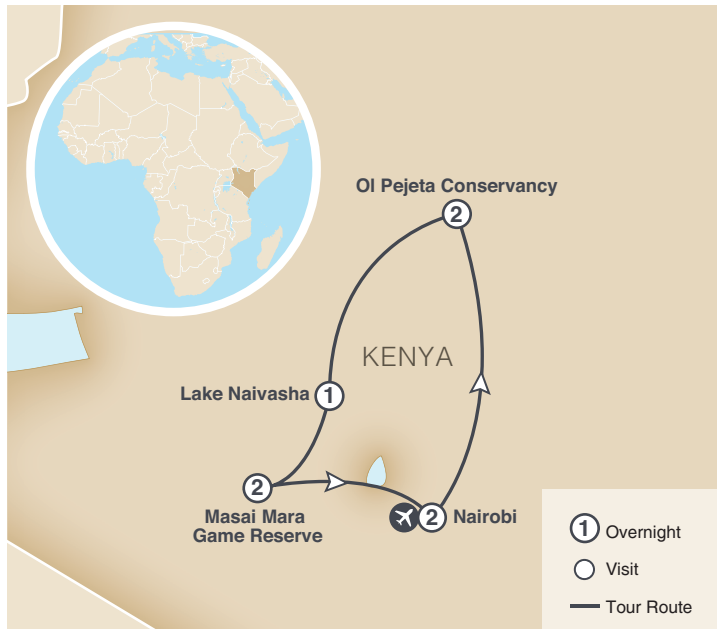 Ol Pejeta Conservancy
2
KENYA
Lake Naivasha
1
2
Masai Mara
Game Reserve
2
Nairobi
1 Overnight
Visit
Tour Route